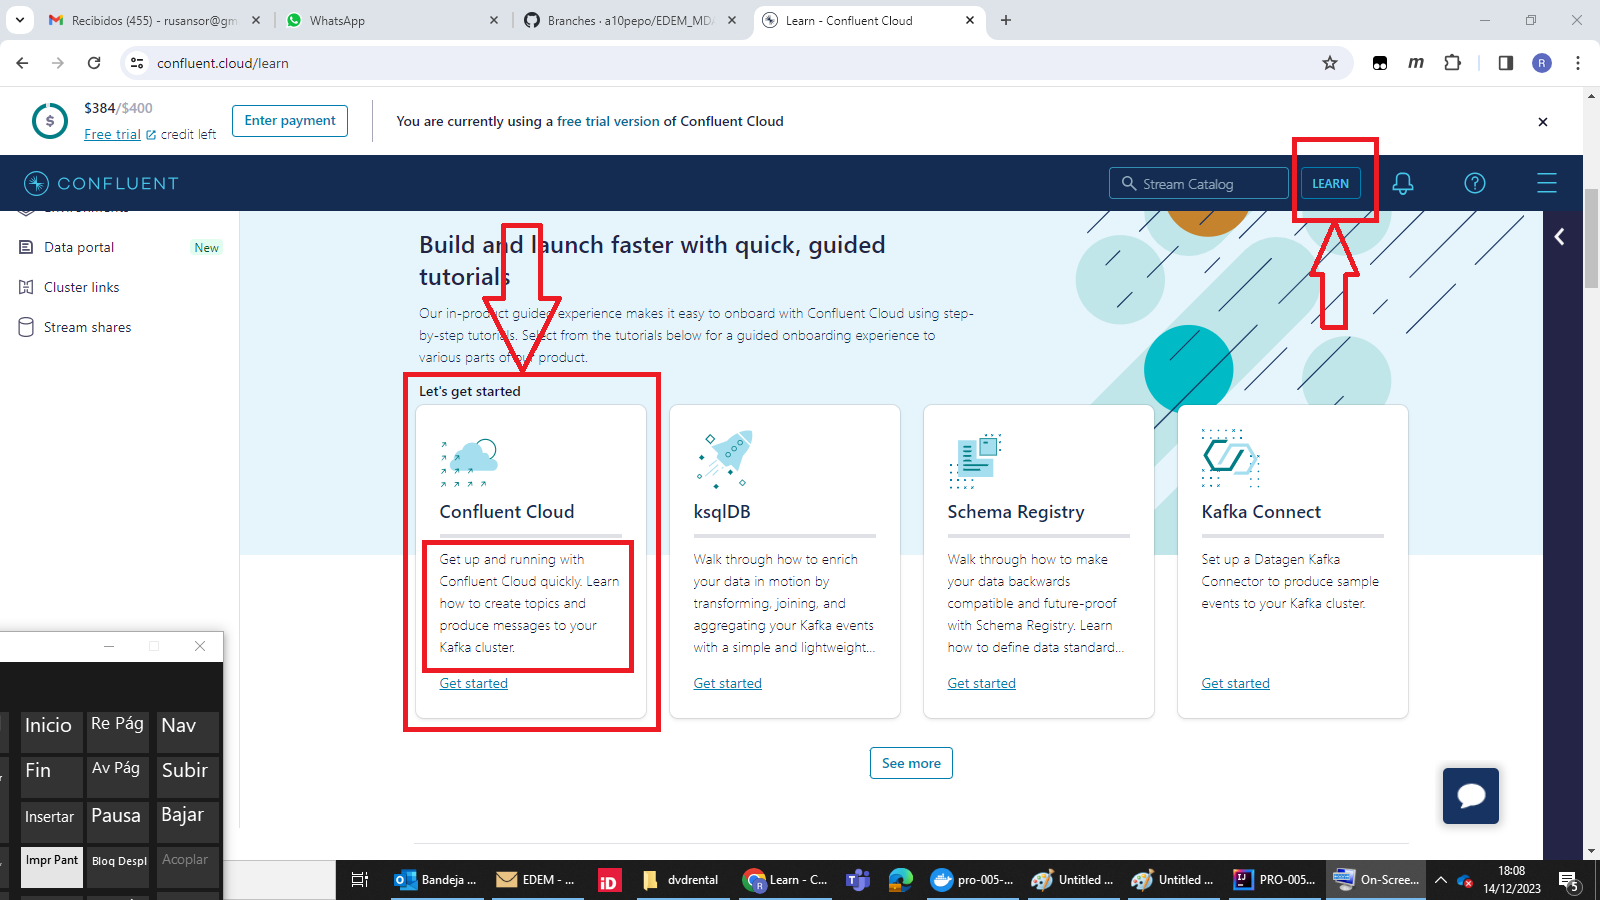 Recibidos (455) - rusansor@gm
WhatsApp
Branches · a10pepo/EDEM_MDA
Learn - Confluent Cloud
confluent.cloud/learn
m
R
$
$384/$400
Free trial credit left
Enter payment
You are currently using a free trial version of Confluent Cloud
CONFLUENT
Stream Catalog
LEARN
?
Environments
Data portal
New
Cluster links
Stream shares
Build and launch faster with quick, guided
tutorials
Our in-product guided experience makes it easy to onboard with Confluent Cloud using step-
by-step tutorials. Select from the tutorials below for a guided onboarding experience to
various parts of our product.
Let's get started
Confluent Cloud
Get up and running with
Confluent Cloud quickly. Learn
how to create topics and
produce messages to your
Kafka cluster.
Get started
ksqlDB
Walk through how to enrich
your data in motion by
transforming, joining, and
aggregating your Kafka events
with a simple and lightweight...
Get started
Schema Registry
Walk through how to make
your data backwards
compatible and future-proof
with Schema Registry. Learn
how to define data standard...
Get started
Kafka Connect
Set up a Datagen Kafka
Connector to produce sample
events to your Kafka cluster.
Get started
See more
Inicio
Re Pág
Nav
Fin
Av Pág
Subir
Insertar
Pausa
Bajar
Impr Pant
Bloq Despl
Acoplar
Bandeja ...
EDEM - ...
iD
dvdrental
Learn - C...
pro-005-...
Untitled ...
Untitled ...
PRO-005...
On-Scree...
18:08
14/12/2023
5